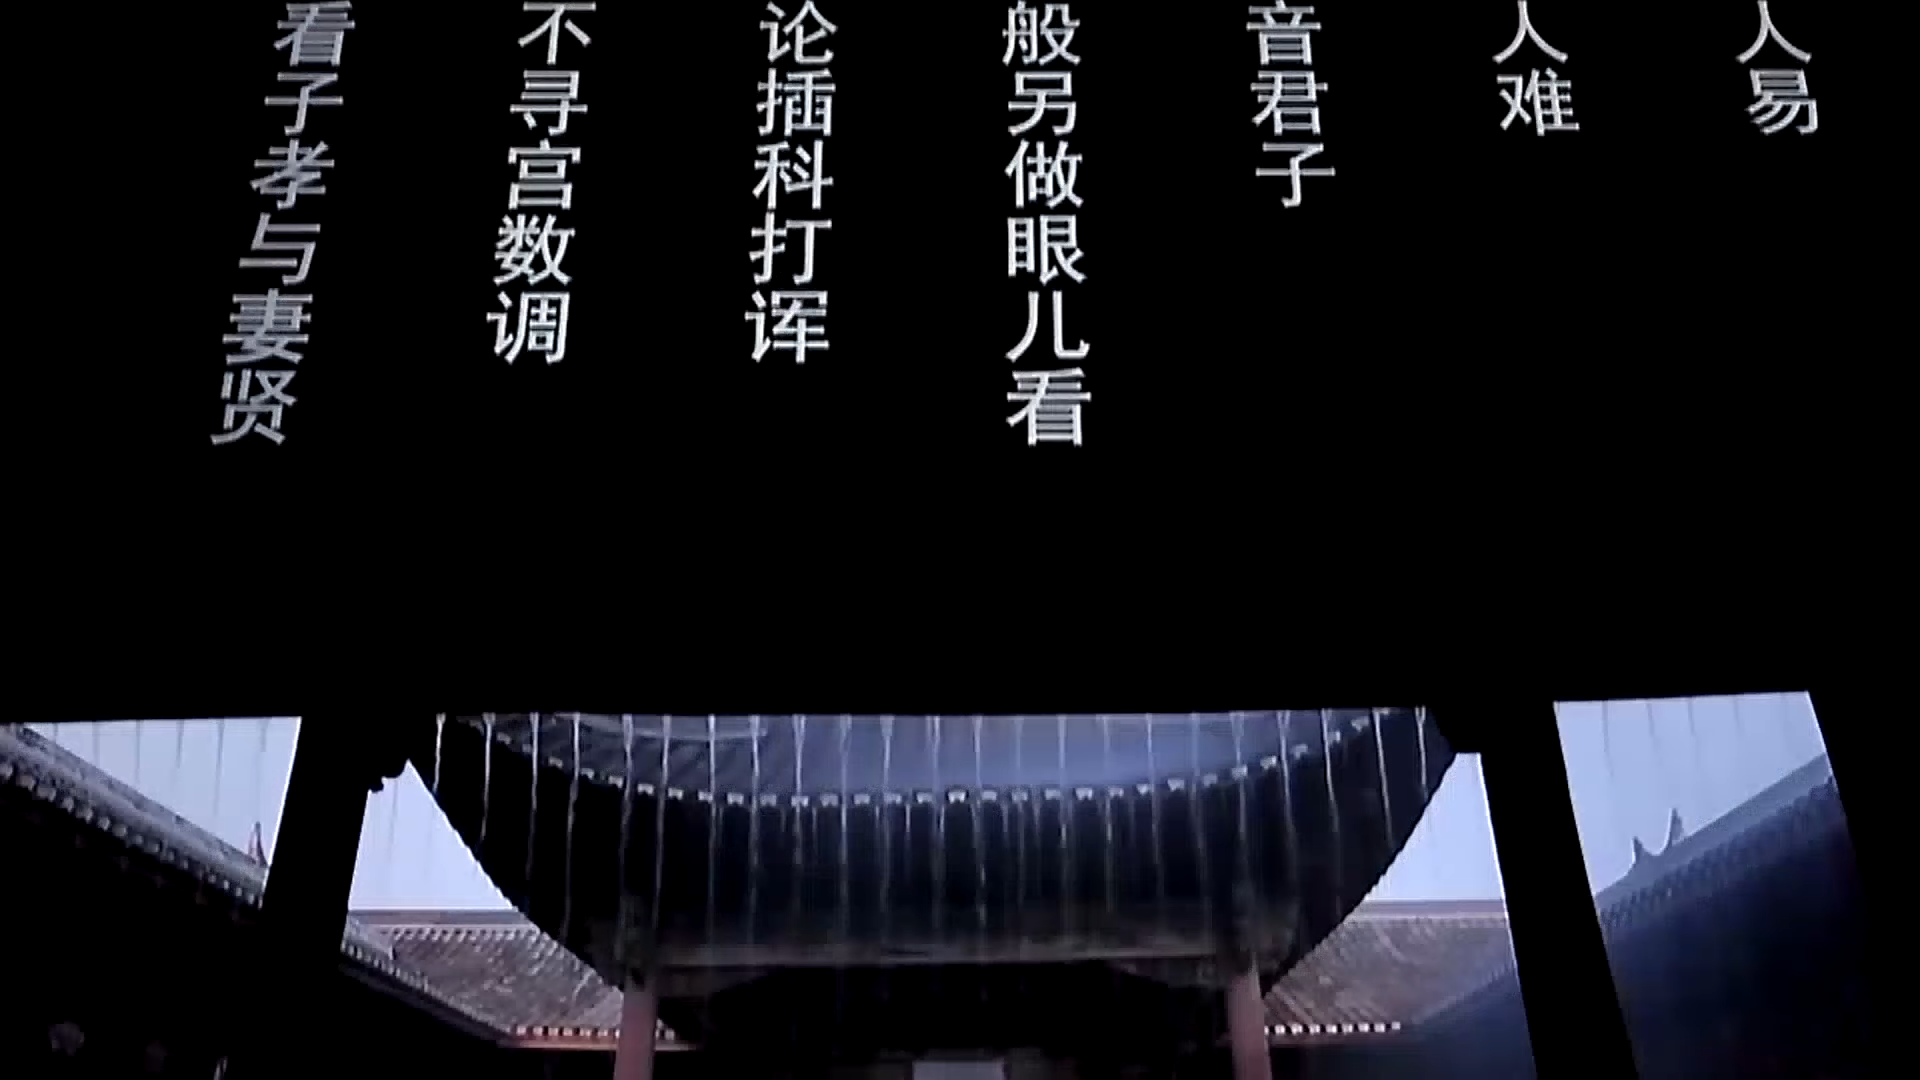 人易
人难
音君子
般另做眼儿看
论插科打诨
不寻宫数调
看子孝与妻贤